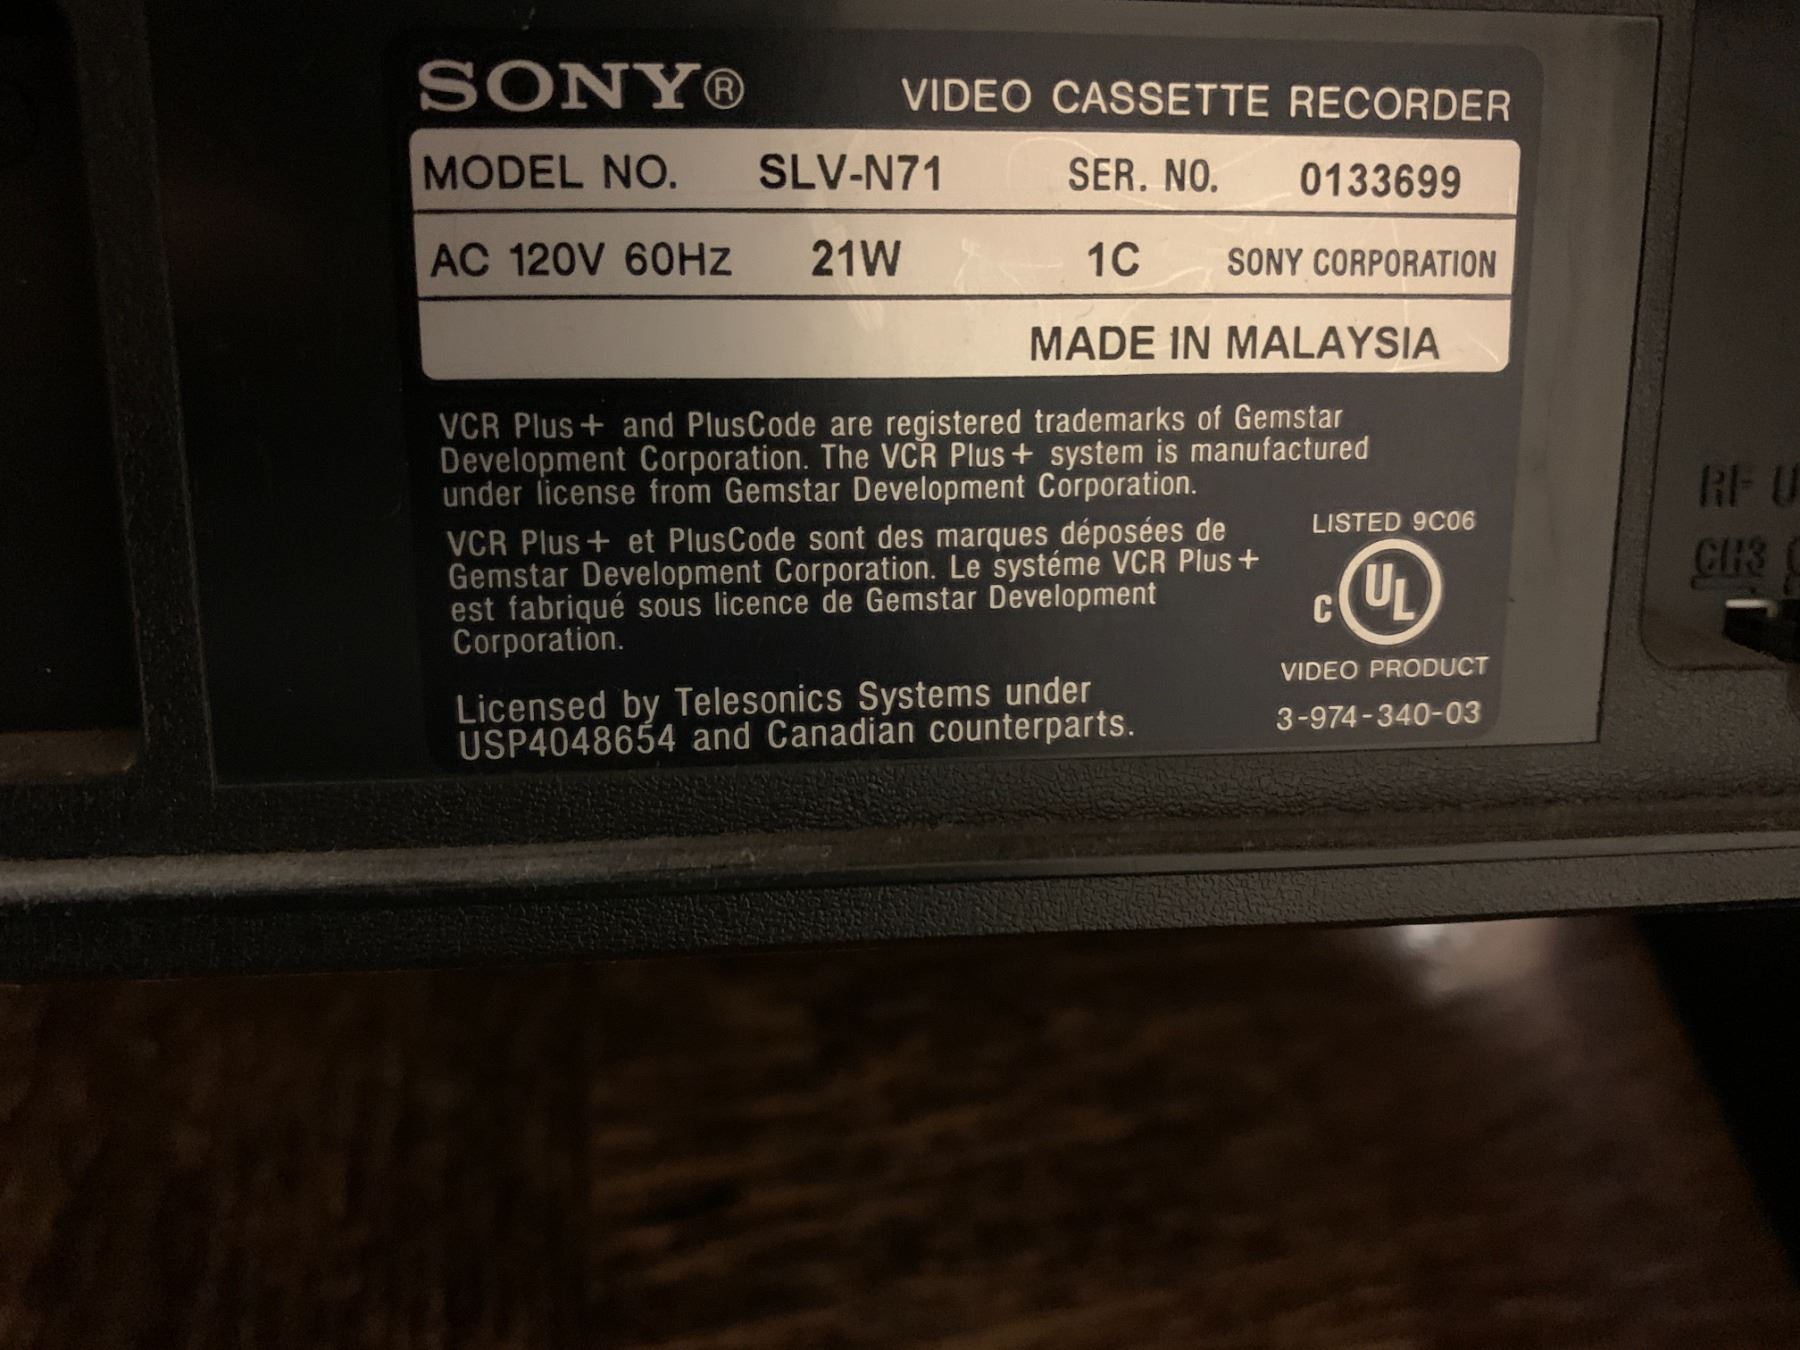 SONY® VIDEO CASSETTE RECORDER
MODEL NO. SLV-N71 SER. NO. 0133699
AC 120V 60Hz 21W 1C SONY CORPORATION
MADE IN MALAYSIA
VCR Plus+ and PlusCode are registered trademarks of Gemstar
Development Corporation. The VCR Plus+ system is manufactured
under license from Gemstar Development Corporation.
VCR Plus+ et PlusCode sont des marques déposées de
Gemstar Development Corporation. Le systéme VCR Plus+
est fabriqué sous licence de Gemstar Development
Corporation.
Licensed by Telesonics Systems under
USP4048654 and Canadian counterparts.
LISTED 9C06
C UL
VIDEO PRODUCT
3-974-340-03
RF
CH3